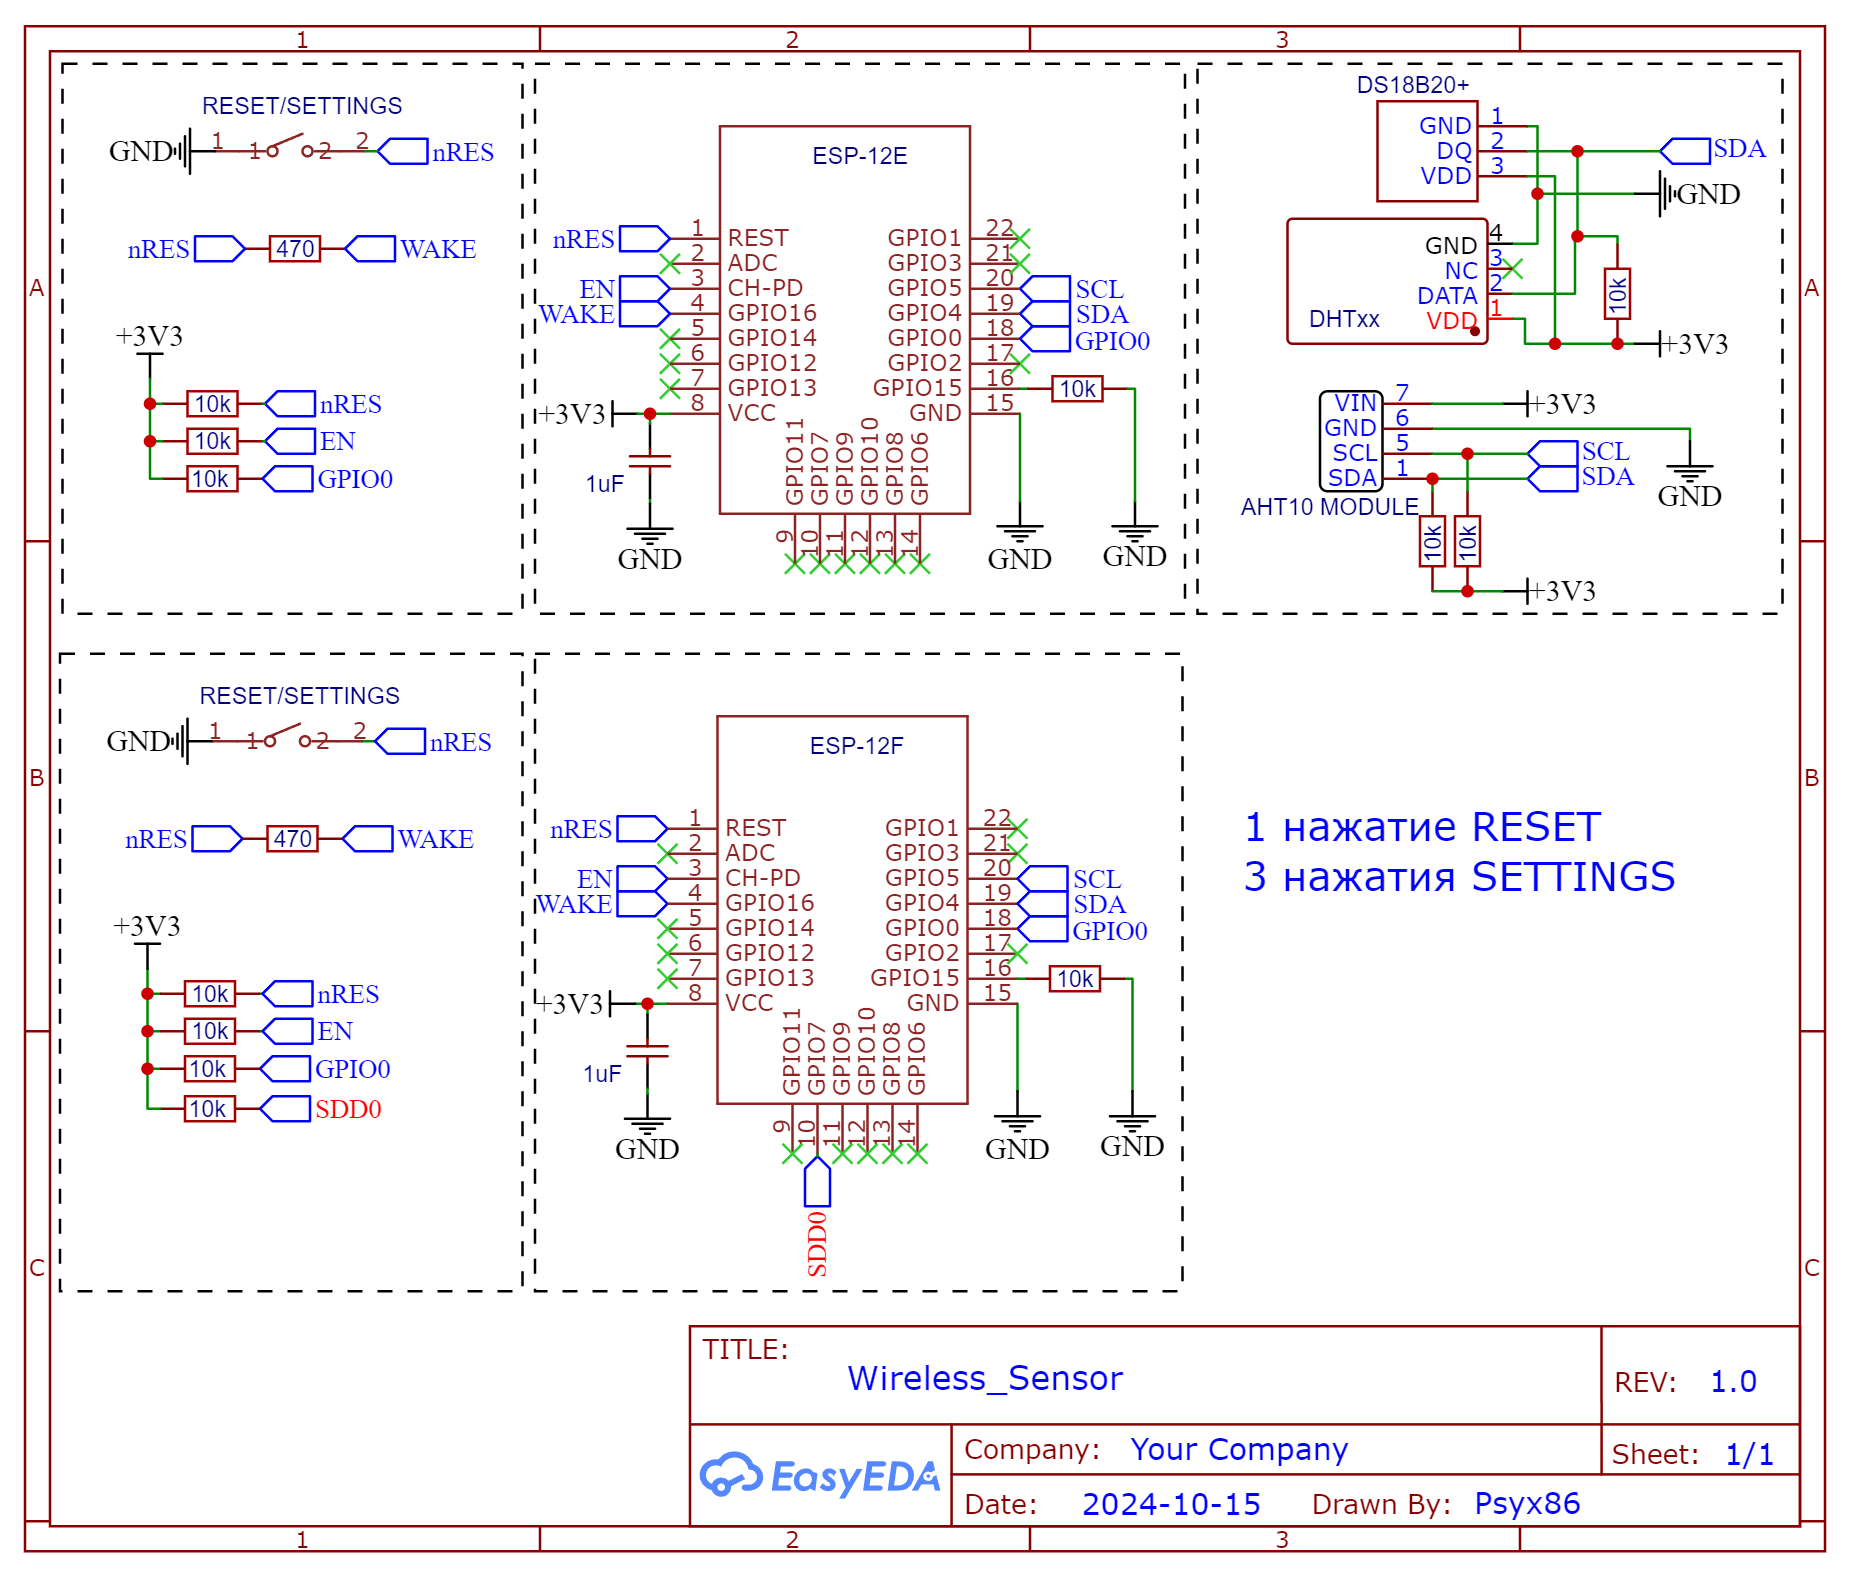 1 2 3
A
A
B
B
C
C
RESET/SETTINGS
GND 1 1 2 2 nRES
nRES 470 WAKE
+3V3
10k nRES
10k EN
10k GPIO0
ESP-12E
nRES 1 REST
2 ADC
EN 3 CH-PD
WAKE 4 GPIO16
5 GPIO14
6 GPIO12
7 GPIO13
+3V3 8 VCC
GPIO1 22
GPIO3 21
GPIO5 20 SCL
GPIO4 19 SDA
GPIO0 18 GPIO0
GPIO2 17
GPIO15 16 10k
GND 15
GPIO11 GPIO7 GPIO9 GPIO10 GPIO8 GPIO6
9 10 11 12 13 14
1uF
GND
GND
GND
DS18B20+
GND 1
DQ 2 SDA
VDD 3
GND
GND 4
NC 3
DATA 2
VDD 1
DHTxx
10k
+3V3
VIN 7 +3V3
GND 6
SCL 5 SCL
SDA 1 SDA
GND
AHT10 MODULE
10k 10k
+3V3
RESET/SETTINGS
GND 1 1 2 2 nRES
nRES 470 WAKE
+3V3
10k nRES
10k EN
10k GPIO0
10k SDD0
ESP-12F
nRES 1 REST
2 ADC
EN 3 CH-PD
WAKE 4 GPIO16
5 GPIO14
6 GPIO12
7 GPIO13
+3V3 8 VCC
GPIO1 22
GPIO3 21
GPIO5 20 SCL
GPIO4 19 SDA
GPIO0 18 GPIO0
GPIO2 17
GPIO15 16 10k
GND 15
GPIO11 GPIO7 GPIO9 GPIO10 GPIO8 GPIO6
9 10 11 12 13 14
1uF
GND
GND
GND
SDD0
1 нажатие RESET
3 нажатия SETTINGS
TITLE:
Wireless_Sensor
REV: 1.0
EasyEDA
Company: Your Company
Sheet: 1/1
Date: 2024-10-15 Drawn By: Psyx86
1 2 3